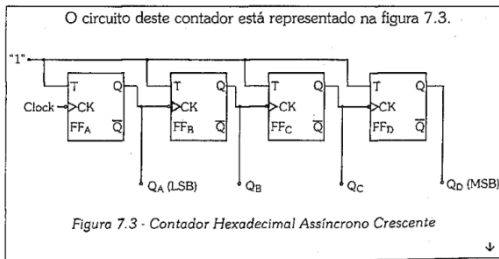 O circuito deste contador está representado na figura 7.3.
"1"
T Q T Q T Q T Q
Clock CK CK CK CK
FFA Q̅ FFB Q̅ FFC Q̅ FFD Q̅
QA (LSB) QB QC QD (MSB)
Figura 7.3 - Contador Hexadecimal Assíncrono Crescente